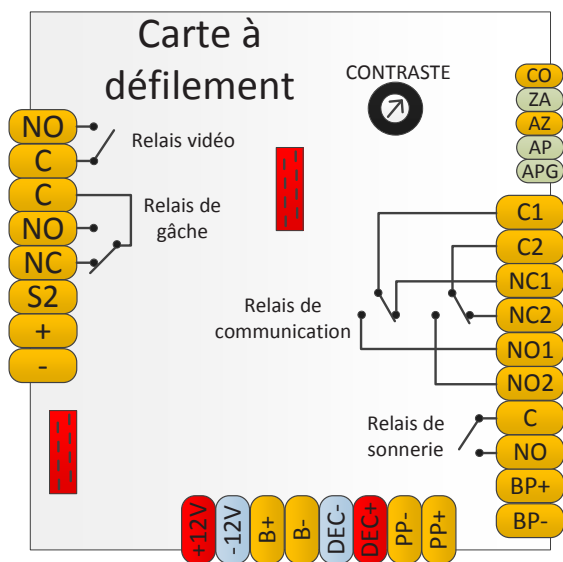 Carte à
défilement
CONTRASTE
NO
C
C
NO
NC
S2
+
-
Relais vidéo
Relais de
gâche
CO
ZA
AZ
AP
APG
C1
C2
NC1
NC2
NO1
NO2
C
NO
BP+
BP-
Relais de
communication
Relais de
sonnerie
+12V
-12V
B+
B-
DEC-
DEC+
PP-
PP+